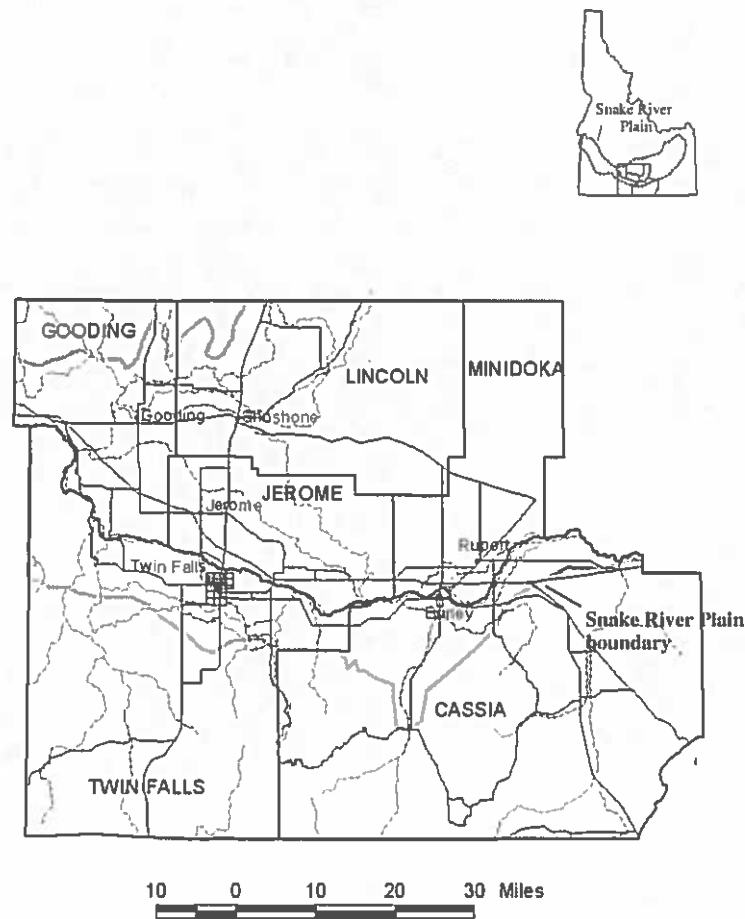 Snake River
Plain
GOODING
LINCOLN
MINIDOKA
Gooding
Shoshone
JEROME
Jerome
Rupert
Twin Falls
Burley
Snake River Plain
boundary
CASSIA
TWIN FALLS
10 0 10 20 30 Miles